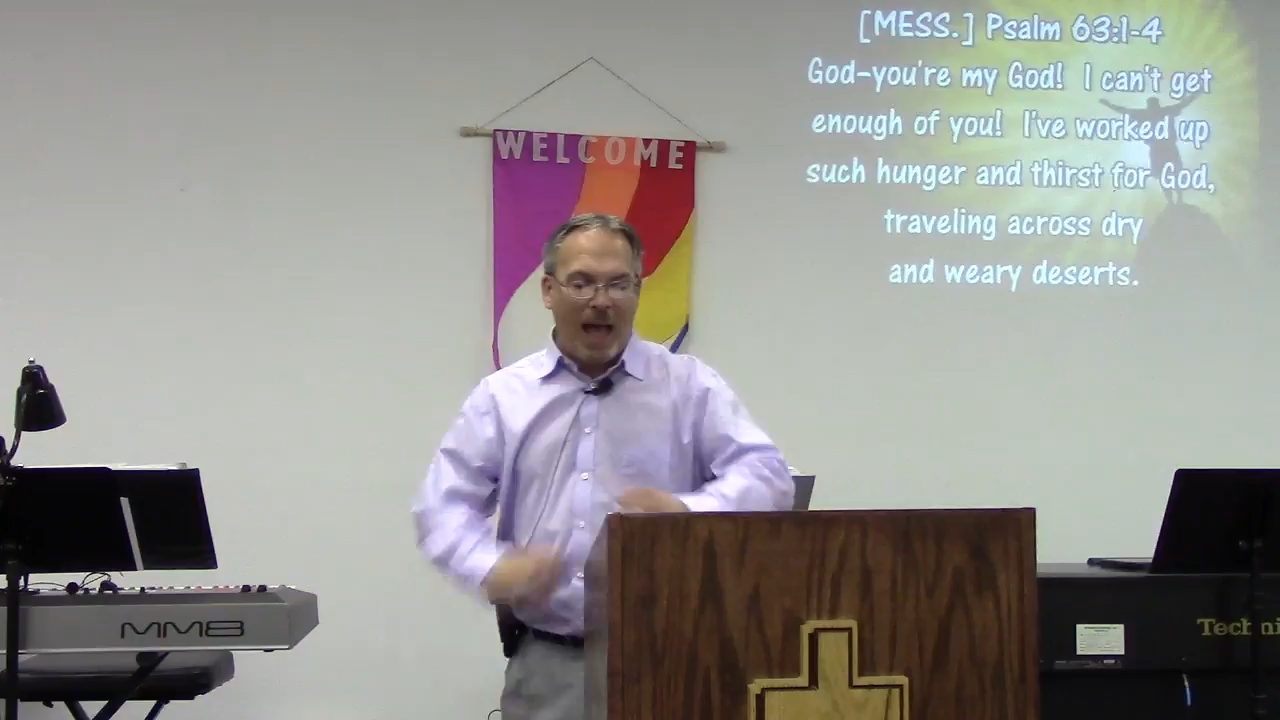 [MESS.] Psalm 63:1-4
God-you're my God! I can't get
enough of you! I've worked up
such hunger and thirst for God,
traveling across dry
and weary deserts.
WELCOME
MM8